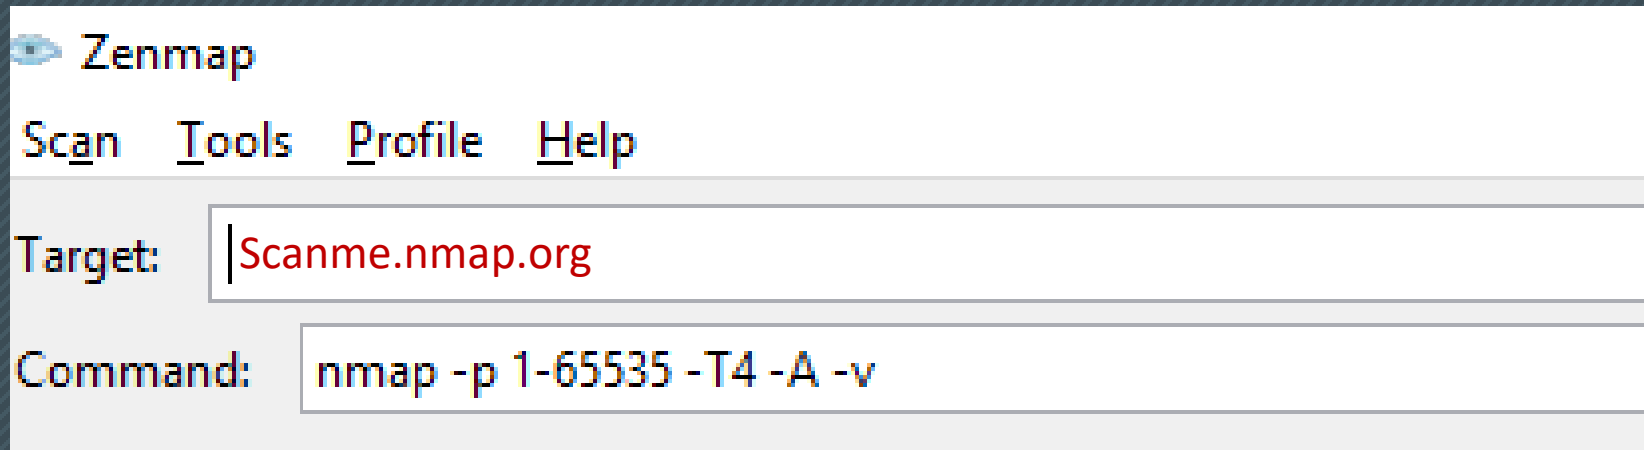 Zenmap
Scan Tools Profile Help
Target: Scanme.nmap.org
Command: nmap -p 1-65535 -T4 -A -v